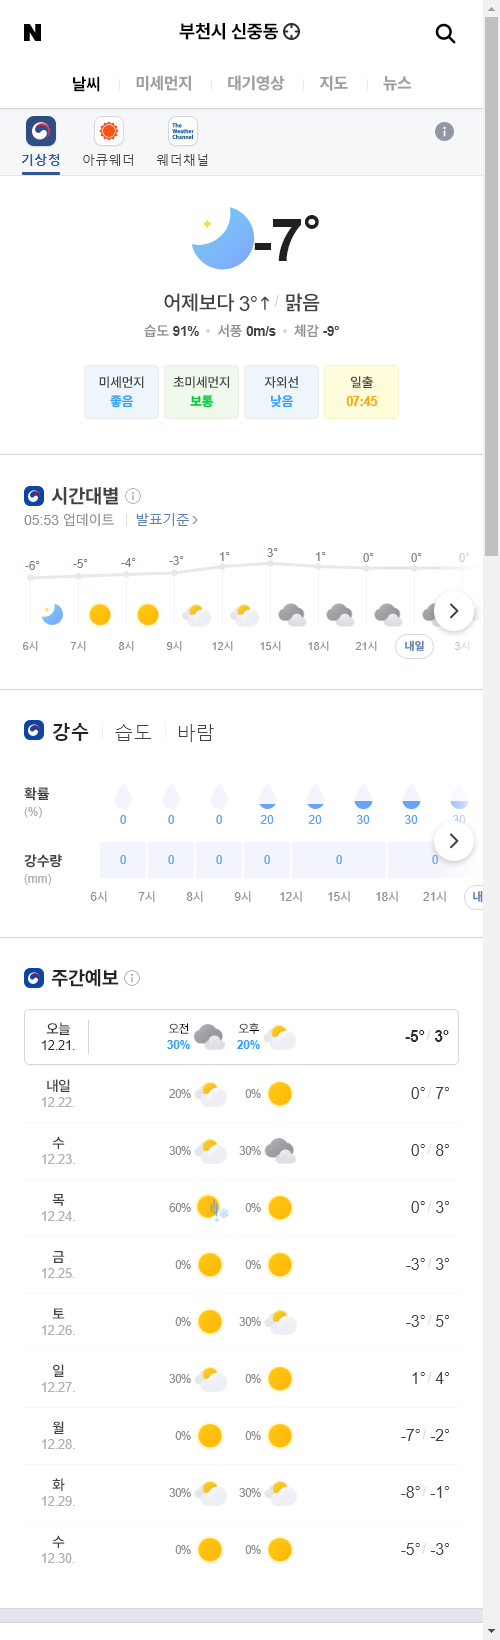 N 부천시 신중동
날씨 미세먼지 대기영상 지도 뉴스
The Weather Channel
기상청 아큐웨더 웨더채널
-7°
어제보다 3°↑ / 맑음
습도 91% 서풍 0m/s 체감 -9°
미세먼지 초미세먼지 자외선 일출
좋음 보통 낮음 07:45
시간대별
05:53 업데이트 발표기준 >
-6° -5° -4° -3° 1° 3° 1° 0° 0° 0°
6시 7시 8시 9시 12시 15시 18시 21시 내일 3시
강수 습도 바람
확률
(%)
0 0 0 20 20 30 30 30
강수량
(mm)
0 0 0 0 0 0
6시 7시 8시 9시 12시 15시 18시 21시 내
주간예보
오늘 12.21. 오전 30% 오후 20% -5° / 3°
내일 12.22. 20% 0% 0° / 7°
수 12.23. 30% 30% 0° / 8°
목 12.24. 60% 0% 0° / 3°
금 12.25. 0% 0% -3° / 3°
토 12.26. 0% 30% -3° / 5°
일 12.27. 30% 0% 1° / 4°
월 12.28. 0% 0% -7° / -2°
화 12.29. 30% 30% -8° / -1°
수 12.30. 0% 0% -5° / -3°